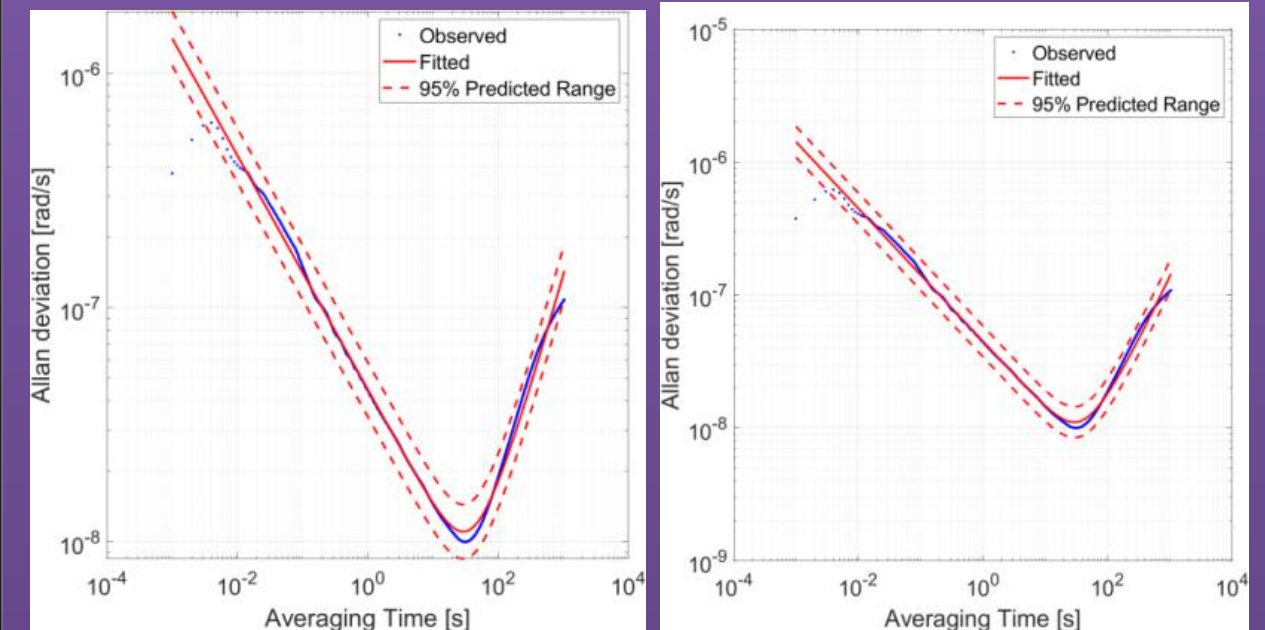 Observed
Fitted
95% Predicted Range
10^-6
10^-7
10^-8
Allan deviation [rad/s]
10^-4
10^-2
10^0
10^2
10^4
Averaging Time [s]
Observed
Fitted
95% Predicted Range
10^-5
10^-6
10^-7
10^-8
10^-9
Allan deviation [rad/s]
10^-4
10^-2
10^0
10^2
10^4
Averaging Time [s]